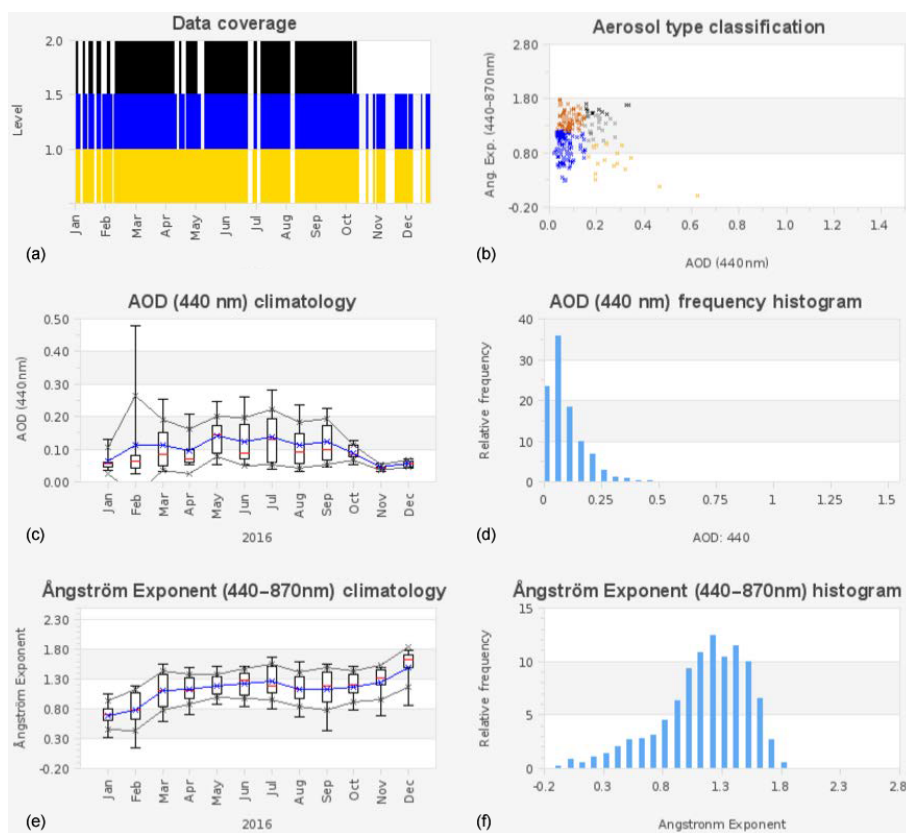 Data coverage
2.0
1.5
1.0
Level
Jan Feb Mar Apr May Jun Jul Aug Sep Oct Nov Dec
(a)
Aerosol type classification
2.80
1.80
0.80
-0.20
Ang. Exp. (440-870nm)
0 0.2 0.4 0.6 0.8 1 1.2 1.4
(b)
AOD (440nm)
AOD (440 nm) climatology
0.50
0.40
0.30
0.20
0.10
0.00
AOD (440nm)
Jan Feb Mar Apr May Jun Jul Aug Sep Oct Nov Dec
(c)
2016
AOD (440 nm) frequency histogram
40
30
20
10
0
Relative frequency
0 0.25 0.5 0.75 1 1.25 1.5
(d)
AOD: 440
Ångström Exponent (440-870nm) climatology
2.30
1.80
1.30
0.80
0.30
-0.20
Ångström Exponent
Jan Feb Mar Apr May Jun Jul Aug Sep Oct Nov Dec
(e)
2016
Ångström Exponent (440-870nm) histogram
15
10
5
0
Relative frequency
-0.2 0.3 0.8 1.3 1.8 2.3 2.8
(f)
Angstronm Exponent